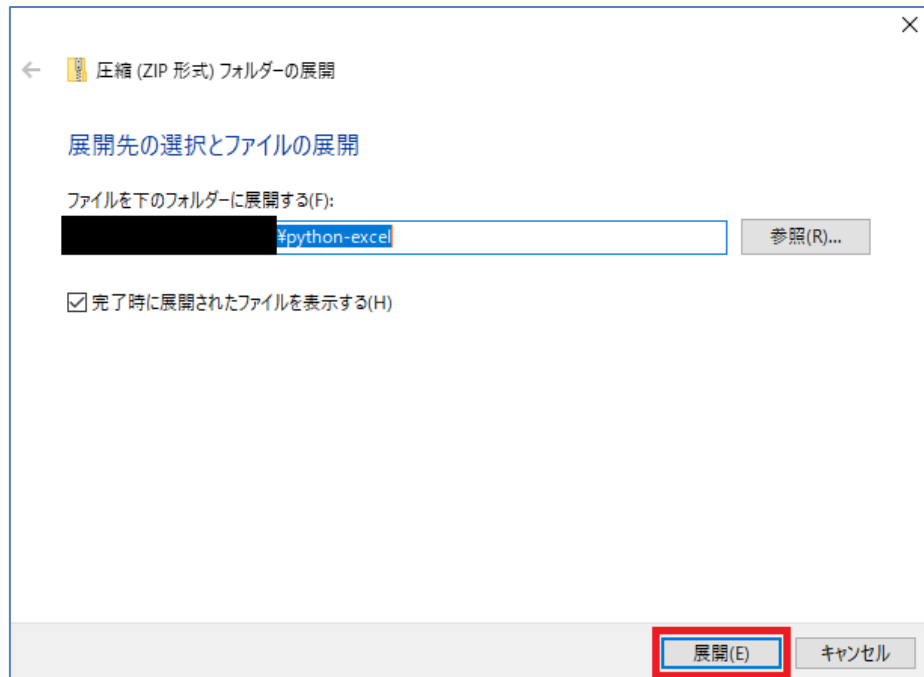 圧縮 (ZIP 形式) フォルダーの展開
展開先の選択とファイルの展開
ファイルを下のフォルダーに展開する(F):
¥python-excel
参照(R)...
完了時に展開されたファイルを表示する(H)
展開(E)
キャンセル